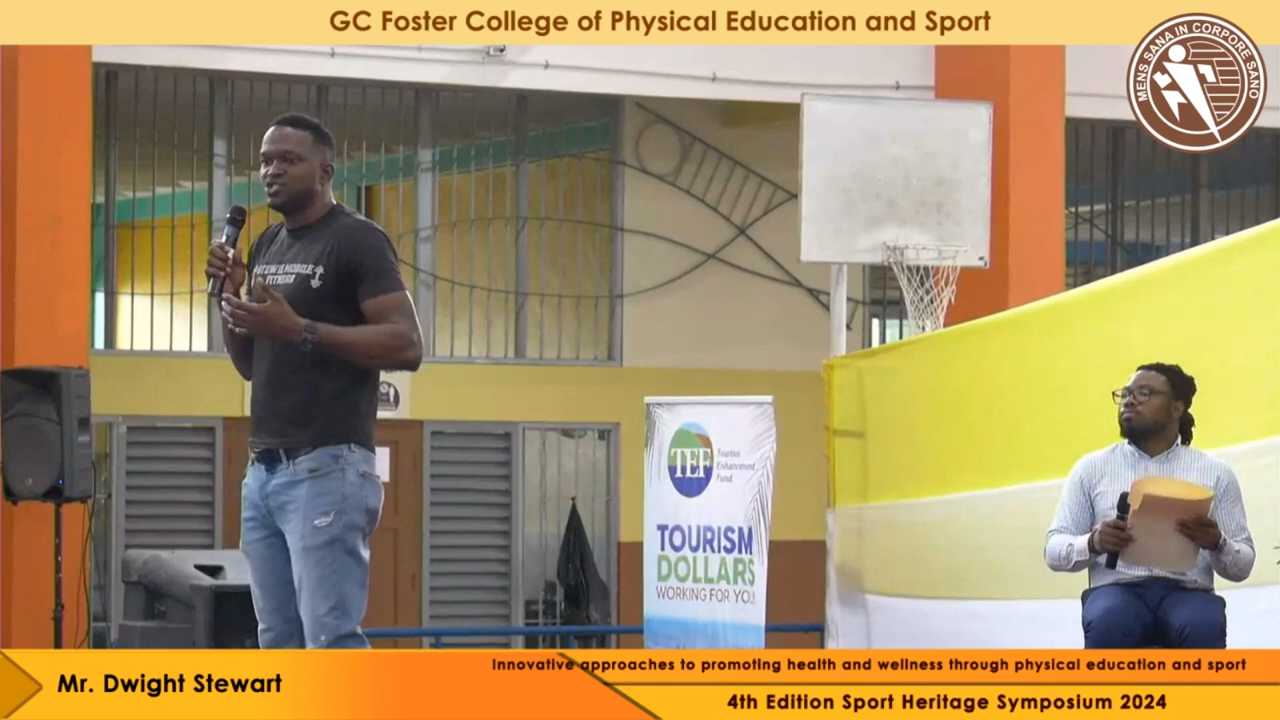 GC Foster College of Physical Education and Sport
MENS SANA IN CORPORE SANO
MOBILE
FITNESS
TEF
Tourism
Enhancement
Fund
TOURISM
DOLLARS
WORKING FOR YOU
Innovative approaches to promoting health and wellness through physical education and sport
Mr. Dwight Stewart
4th Edition Sport Heritage Symposium 2024